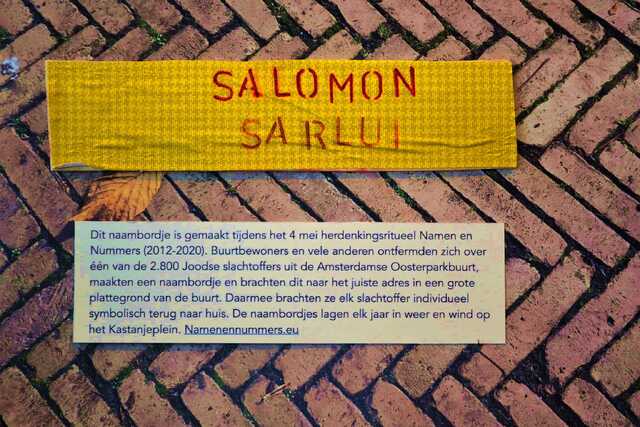 SALOMON
SARLUI
Dit naambordje is gemaakt tijdens het 4 mei herdenkingsritueel Namen en
Nummers (2012-2020). Buurtbewoners en vele anderen ontfermden zich over
één van de 2.800 Joodse slachtoffers uit de Amsterdamse Oosterparkbuurt,
maakten een naambordje en brachten dit naar het juiste adres in een grote
plattegrond van de buurt. Daarmee brachten ze elk slachtoffer individueel
symbolisch terug naar huis. De naambordjes lagen elk jaar in weer en wind op
het Kastanjeplein. Namenennummers.eu